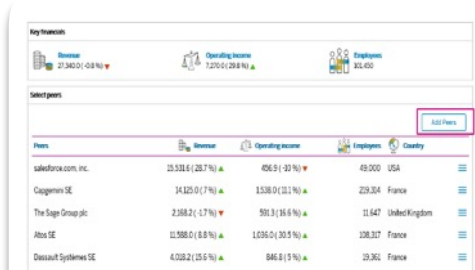 Key financials
Revenue Operating income Employees
27,340.0 (-0.8 %) 7,270.0 (29.8 %) 101,450
Select peers
Add Peers
Peers Revenue Operating income Employees Country
salesforce.com, inc. 15,531.6 (28.7 %) 456.9 (-10 %) 49,000 USA
Capgemini SE 14,125.0 (7 %) 1,538.0 (11.1 %) 219,314 France
The Sage Group plc 2,168.2 (-1.7 %) 591.3 (16.6 %) 11,647 United Kingdom
Atos SE 11,588.0 (8.8 %) 1,036.0 (30.5 %) 108,317 France
Dassault Systèmes SE 4,018.2 (15.6 %) 846.8 (5 %) 19,361 France